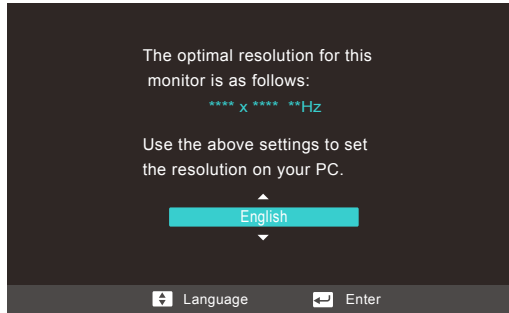 The optimal resolution for this
monitor is as follows:
**** x **** **Hz
Use the above settings to set
the resolution on your PC.
English
Language Enter